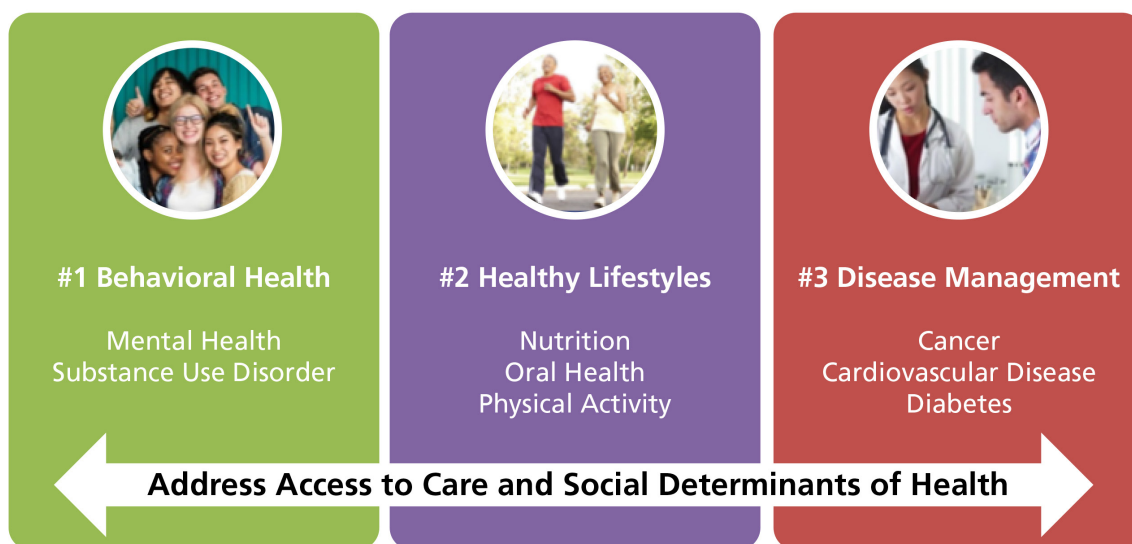 #1 Behavioral Health
Mental Health
Substance Use Disorder
#2 Healthy Lifestyles
Nutrition
Oral Health
Physical Activity
#3 Disease Management
Cancer
Cardiovascular Disease
Diabetes
Address Access to Care and Social Determinants of Health